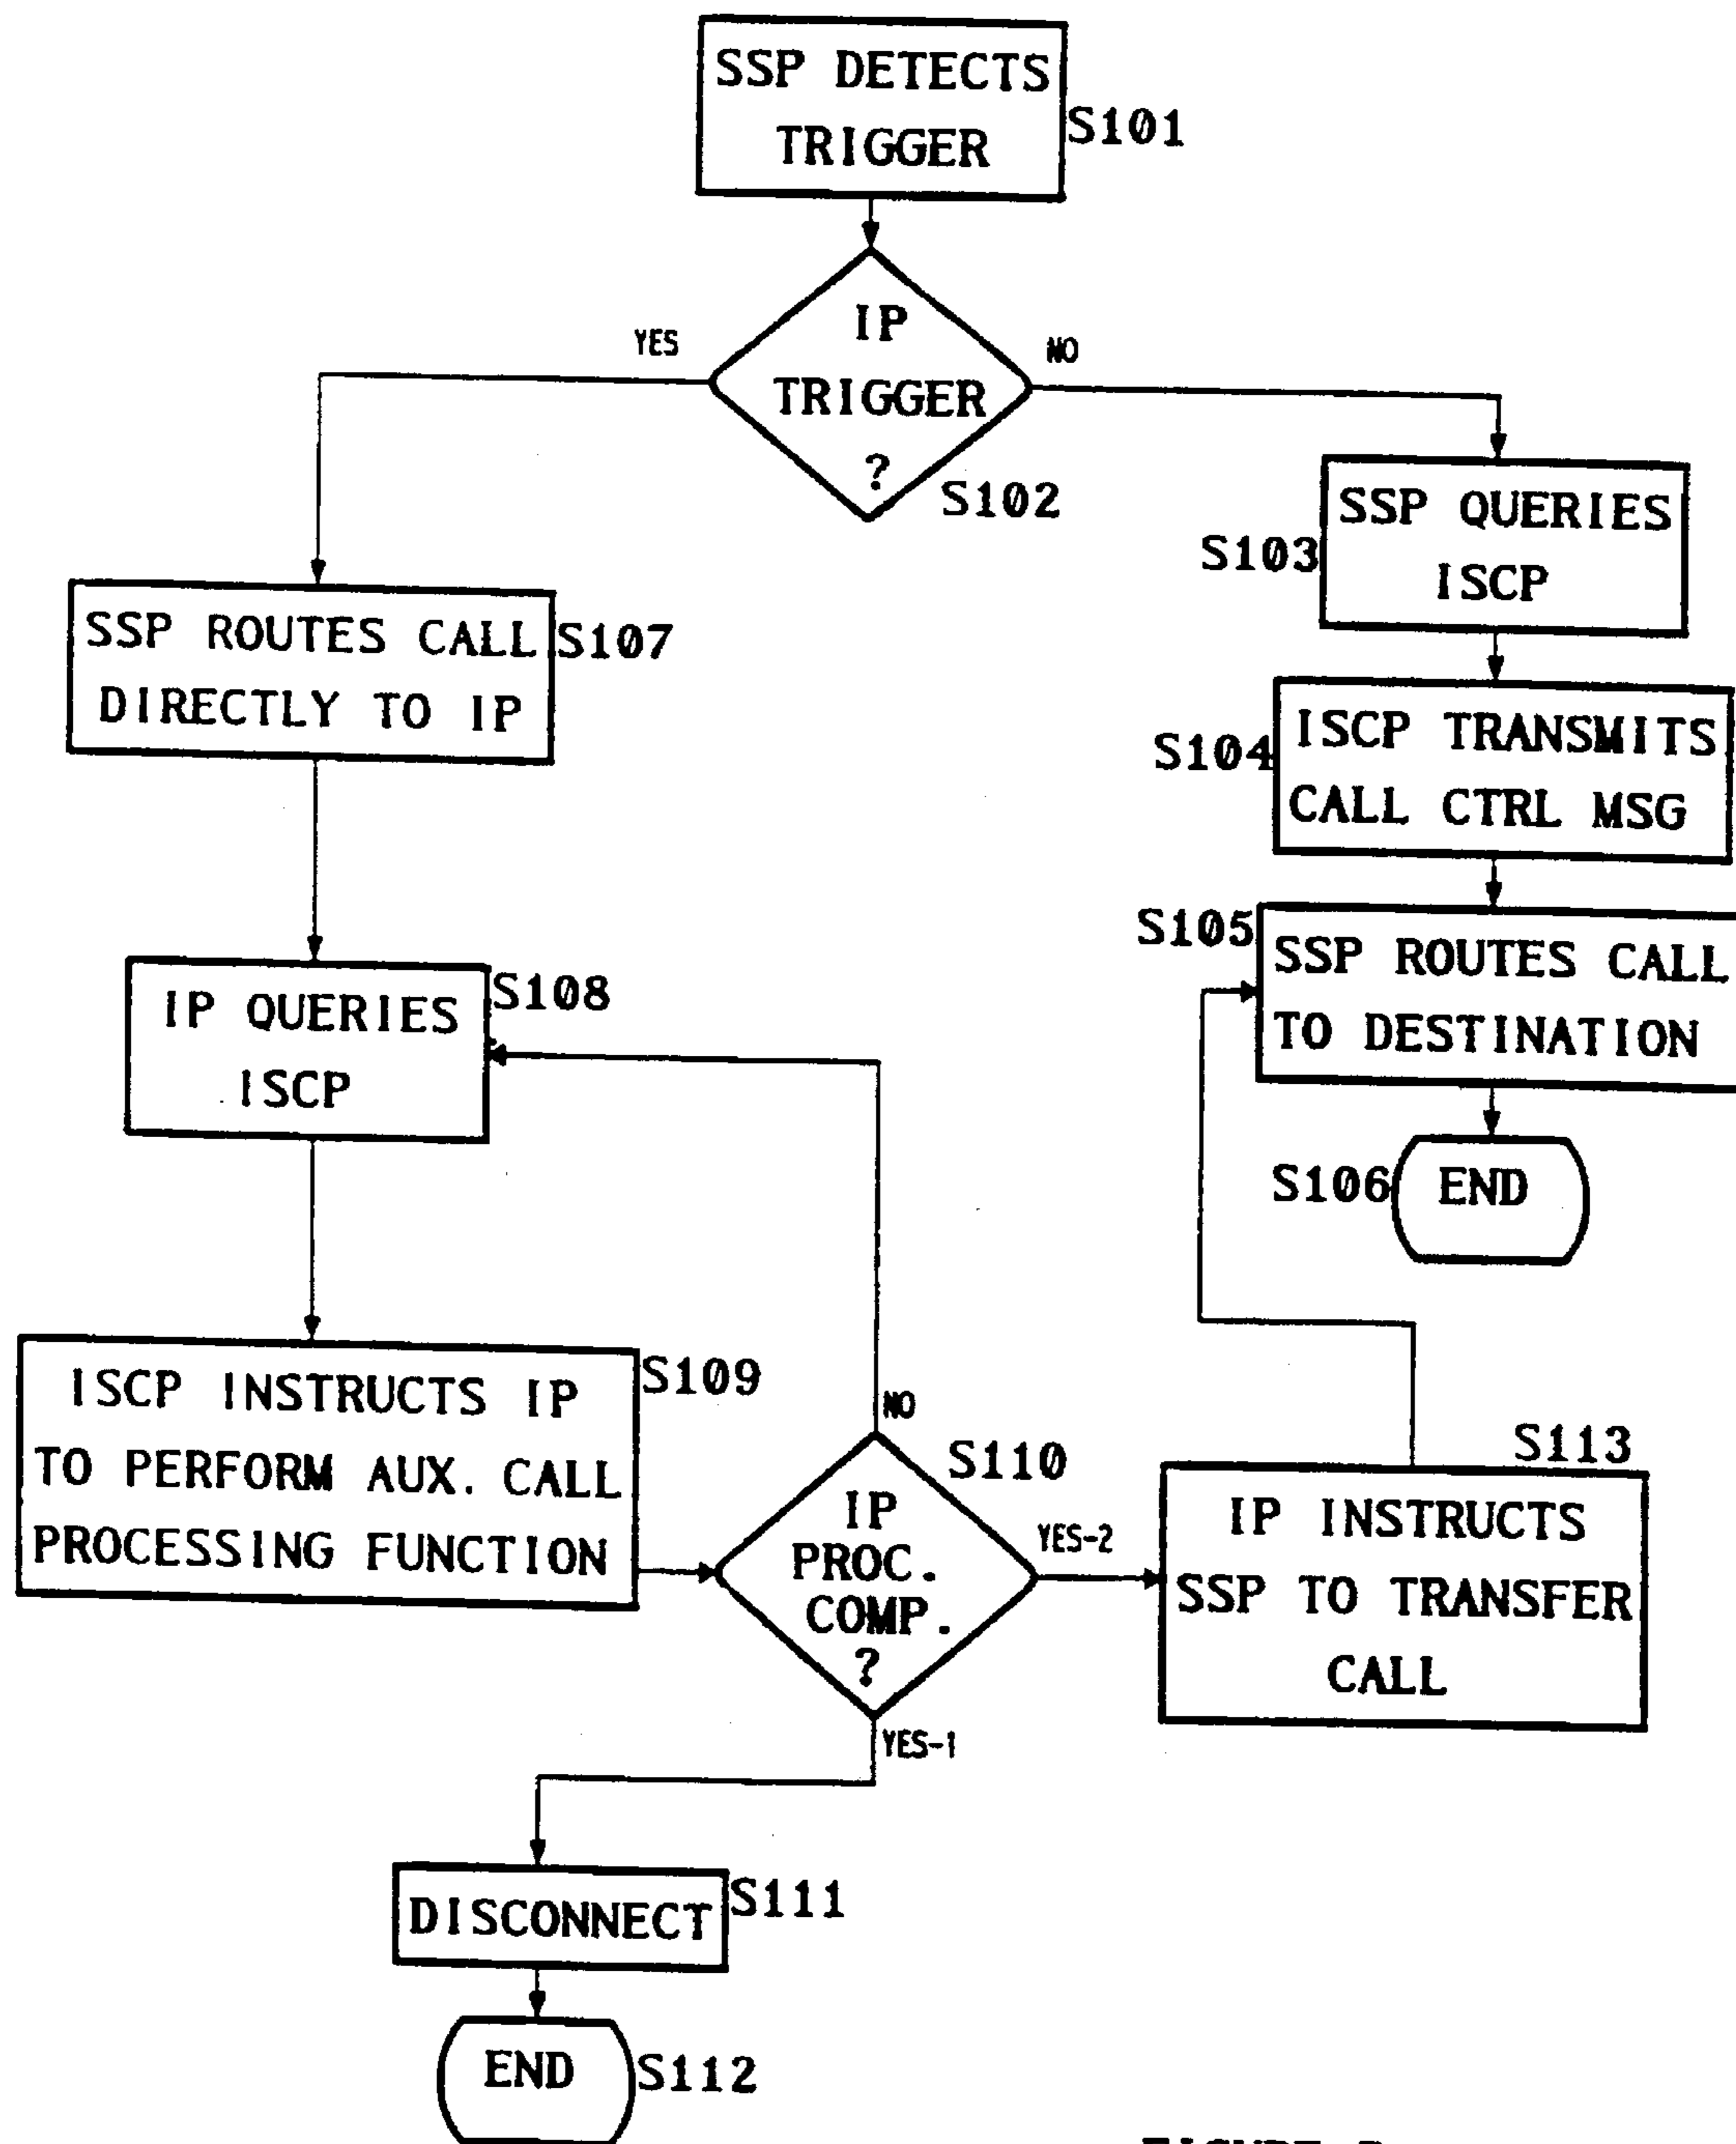 SSP DETECTS
TRIGGER
S101
IP
TRIGGER
?
S102
YES
NO
SSP QUERIES
ISCP
S103
ISCP TRANSMITS
CALL CTRL MSG
S104
SSP ROUTES CALL
TO DESTINATION
S105
END
S106
SSP ROUTES CALL
DIRECTLY TO IP
S107
IP QUERIES
ISCP
S108
ISCP INSTRUCTS IP
TO PERFORM AUX. CALL
PROCESSING FUNCTION
S109
NO
S110
IP
PROC.
COMP.
?
YES-2
YES-1
S113
IP INSTRUCTS
SSP TO TRANSFER
CALL
DISCONNECT
S111
END
S112